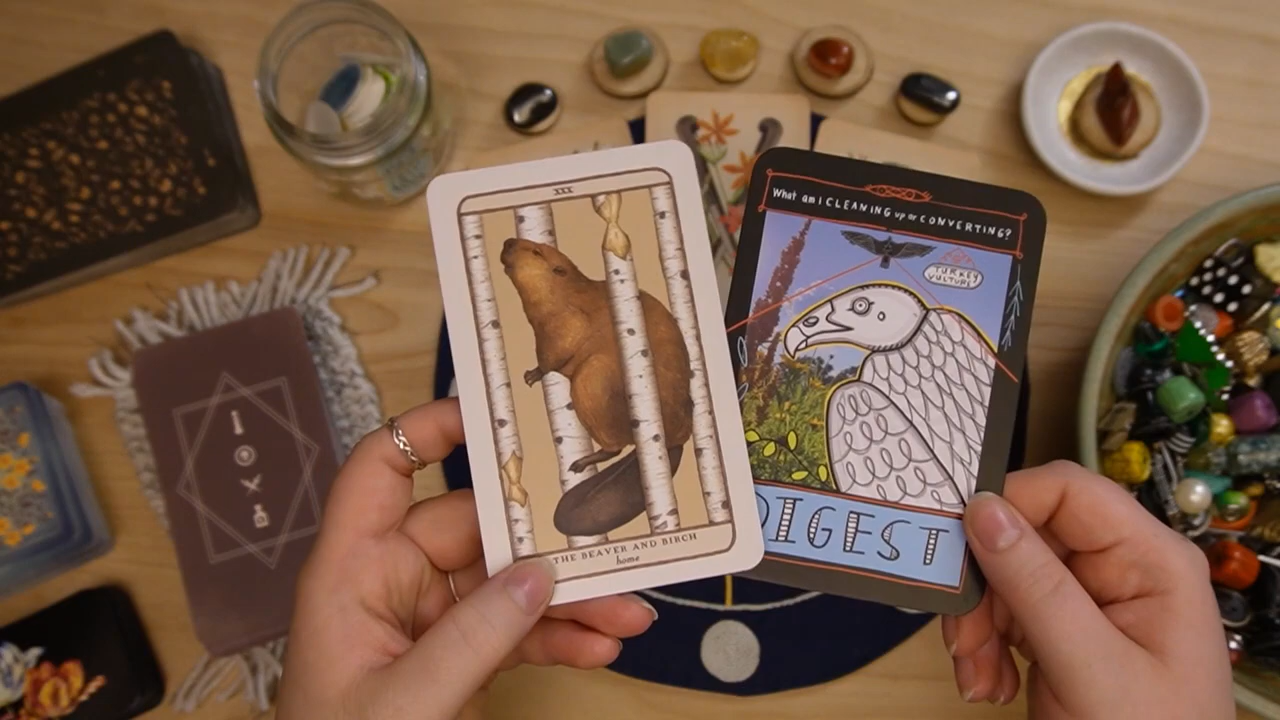 XXX
THE BEAVER AND BIRCH
home
What am I CLEANING up or CONVERTING?
TURKEY
VULTURE
DIGEST